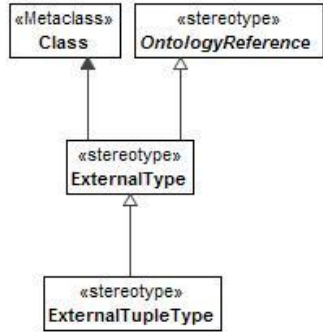 «Metaclass»
Class
«stereotype»
OntologyReference
«stereotype»
ExternalType
«stereotype»
ExternalTupleType